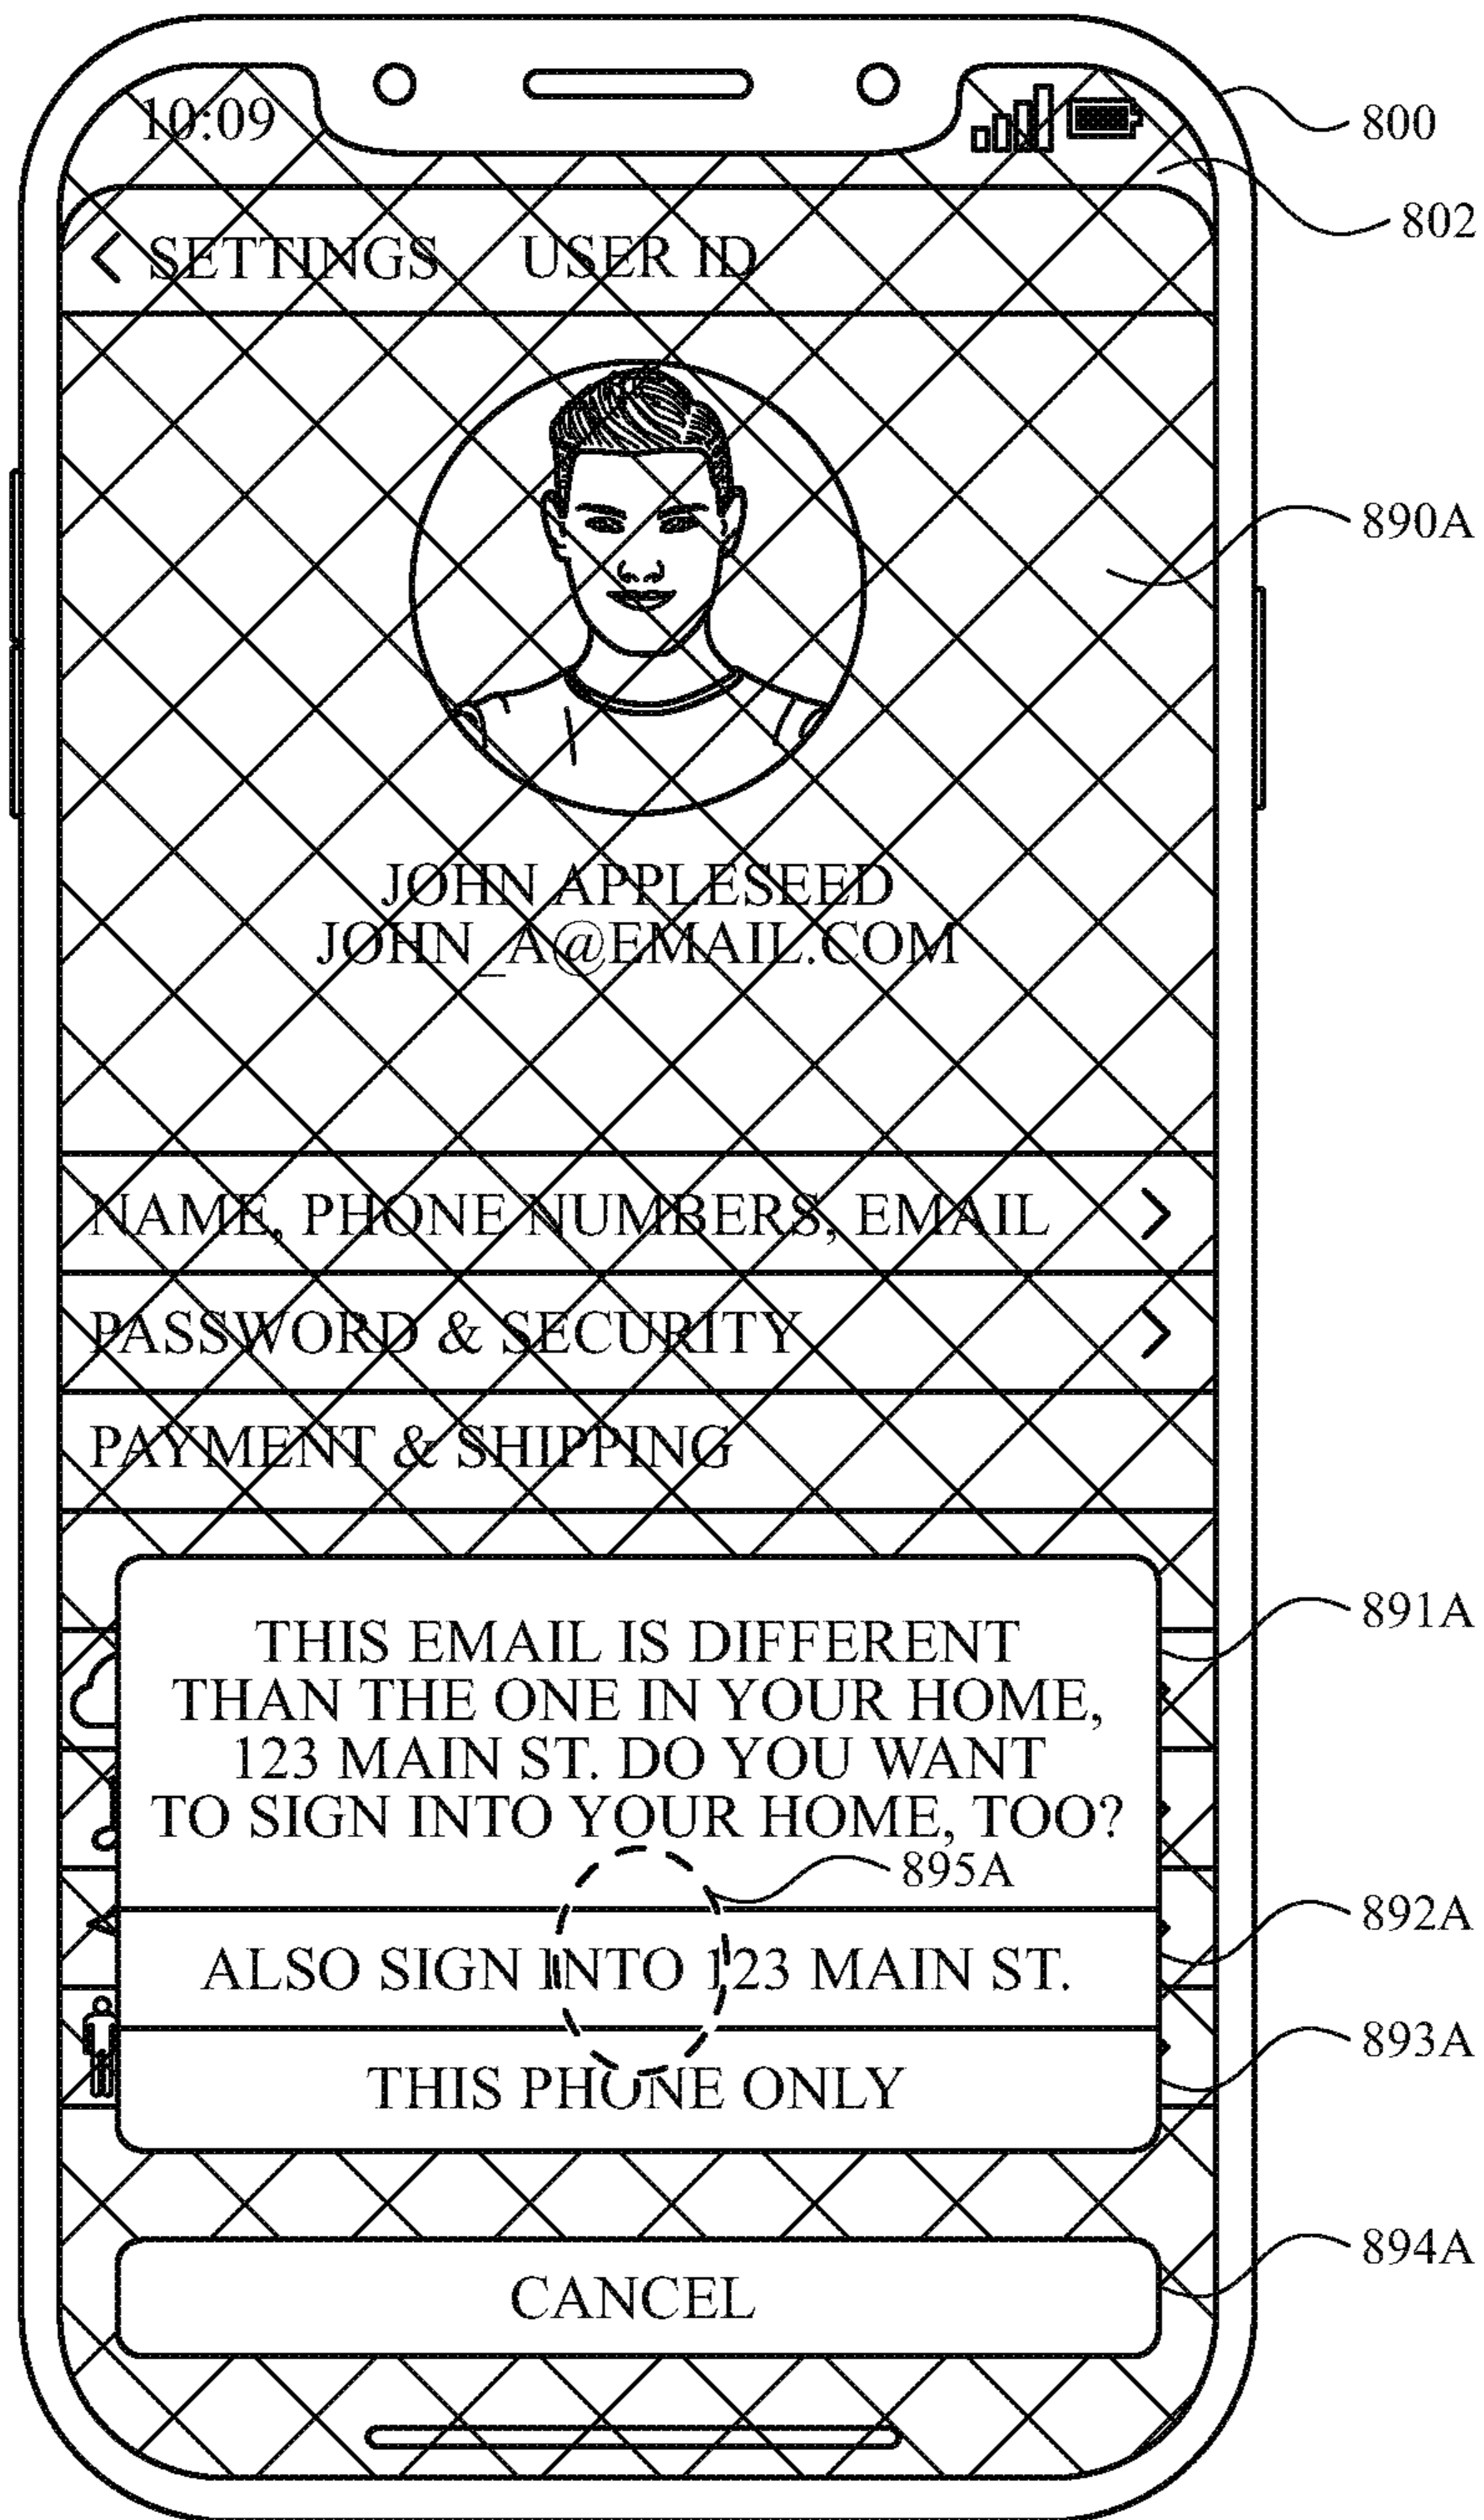 10:09
800
802
SETTINGS USER ID
890A
JOHN APPLESEED
JOHN_A@EMAIL.COM
NAME, PHONE NUMBERS, EMAIL
PASSWORD & SECURITY
PAYMENT & SHIPPING
891A
THIS EMAIL IS DIFFERENT
THAN THE ONE IN YOUR HOME,
123 MAIN ST. DO YOU WANT
TO SIGN INTO YOUR HOME, TOO?
895A
892A
ALSO SIGN INTO 123 MAIN ST.
893A
THIS PHONE ONLY
894A
CANCEL